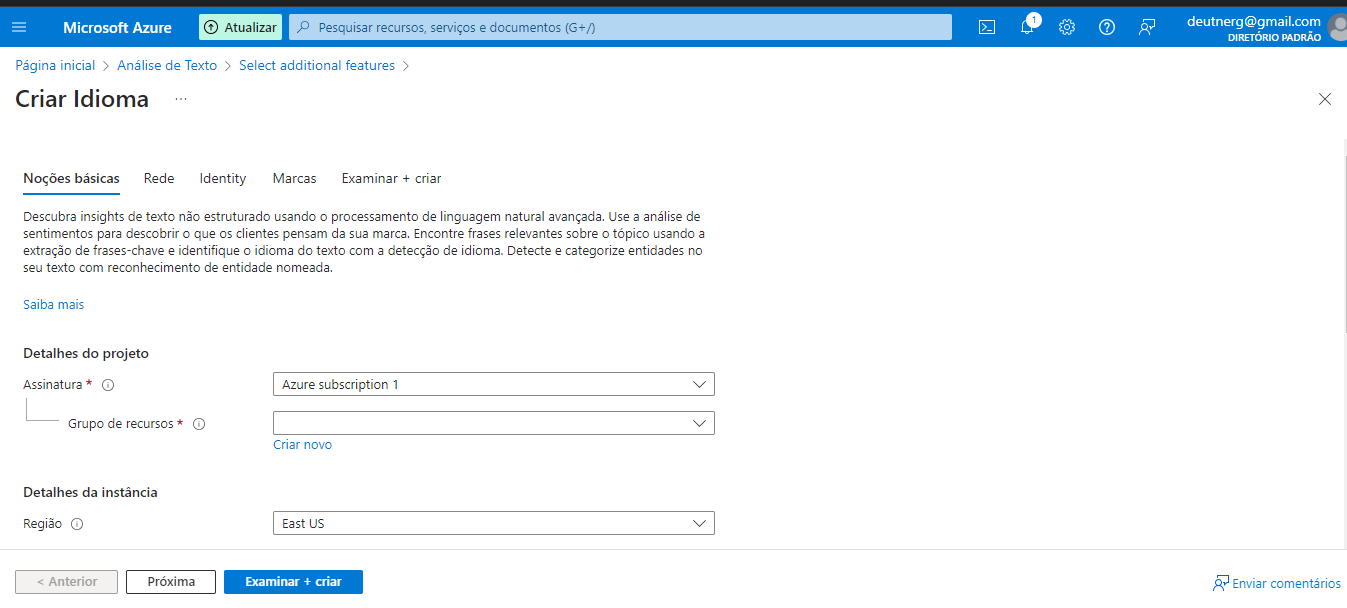 Microsoft Azure
Atualizar
Pesquisar recursos, serviços e documentos (G+/)
1
deutnerg@gmail.com
DIRETÓRIO PADRÃO
Página inicial > Análise de Texto > Select additional features >
Criar Idioma ...
Noções básicas Rede Identity Marcas Examinar + criar
Descubra insights de texto não estruturado usando o processamento de linguagem natural avançada. Use a análise de
sentimentos para descobrir o que os clientes pensam da sua marca. Encontre frases relevantes sobre o tópico usando a
extração de frases-chave e identifique o idioma do texto com a detecção de idioma. Detecte e categorize entidades no
seu texto com reconhecimento de entidade nomeada.
Saiba mais
Detalhes do projeto
Assinatura * Azure subscription 1
Grupo de recursos *
Criar novo
Detalhes da instância
Região East US
< Anterior Próxima Examinar + criar Enviar comentários